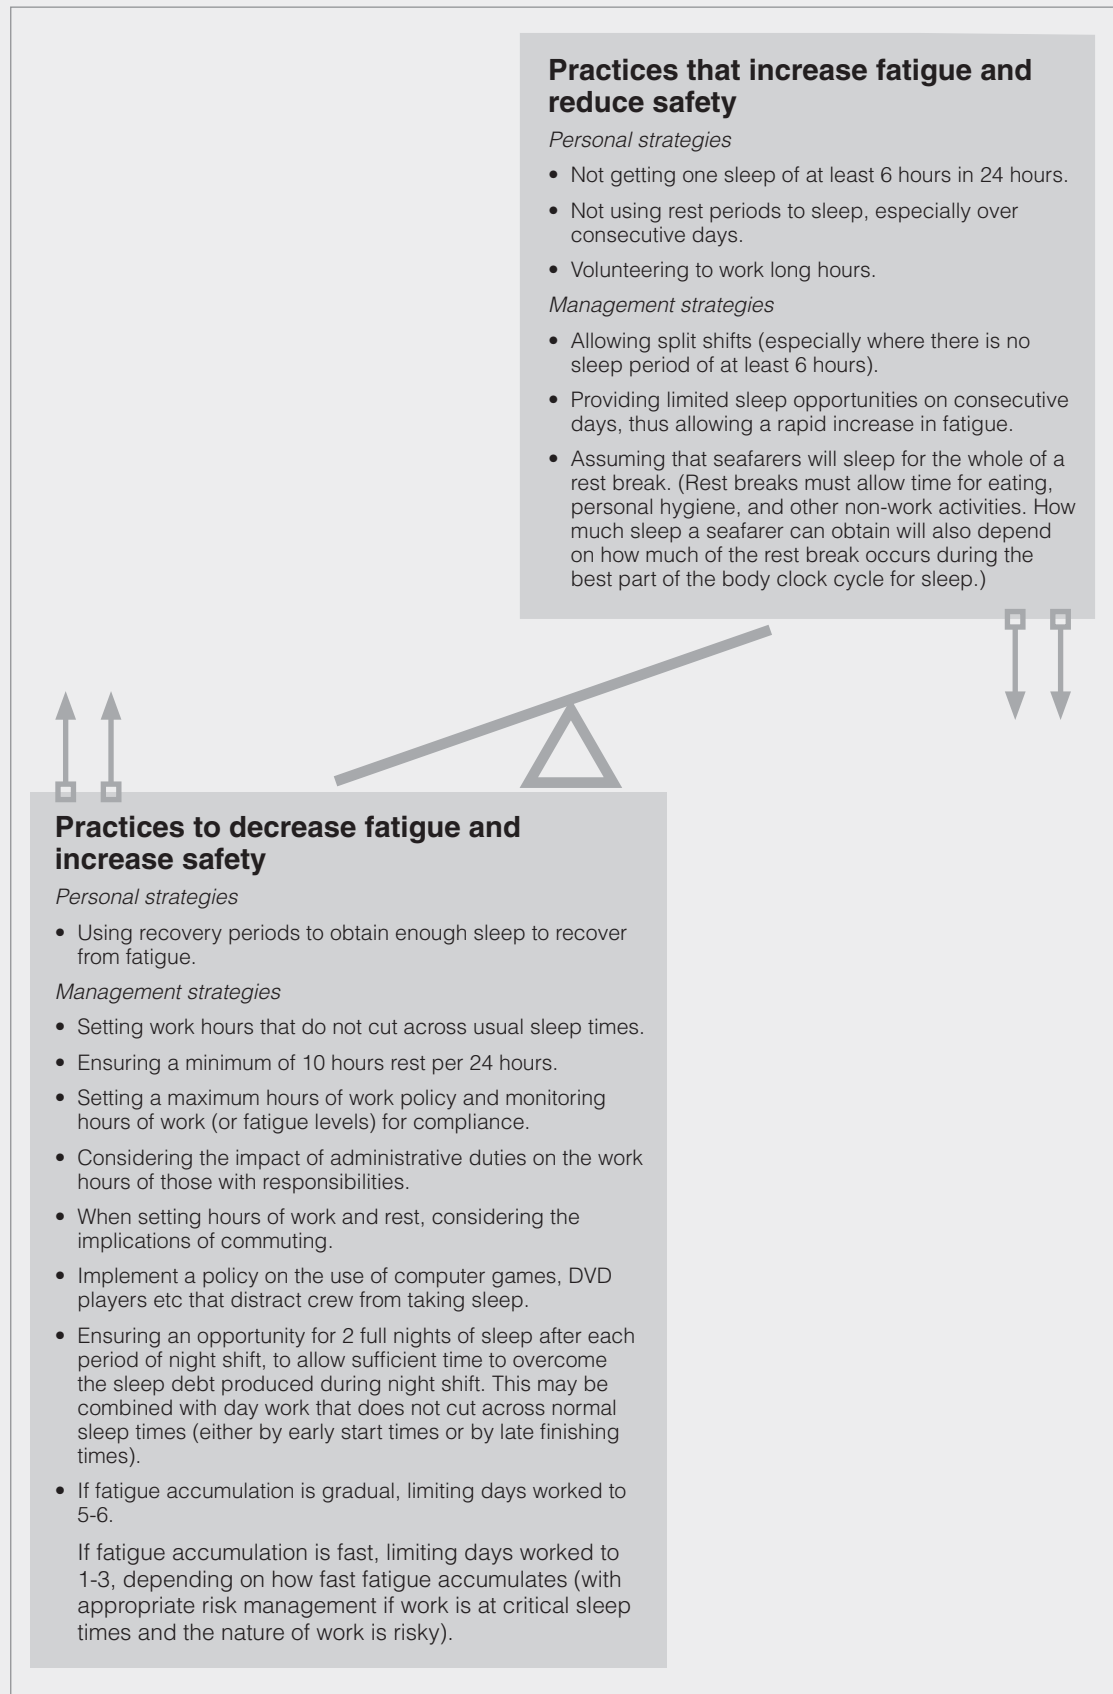 Practices that increase fatigue and
reduce safety
Personal strategies
• Not getting one sleep of at least 6 hours in 24 hours.
• Not using rest periods to sleep, especially over
consecutive days.
• Volunteering to work long hours.
Management strategies
• Allowing split shifts (especially where there is no
sleep period of at least 6 hours).
• Providing limited sleep opportunities on consecutive
days, thus allowing a rapid increase in fatigue.
• Assuming that seafarers will sleep for the whole of a
rest break. (Rest breaks must allow time for eating,
personal hygiene, and other non-work activities. How
much sleep a seafarer can obtain will also depend
on how much of the rest break occurs during the
best part of the body clock cycle for sleep.)
Practices to decrease fatigue and
increase safety
Personal strategies
• Using recovery periods to obtain enough sleep to recover
from fatigue.
Management strategies
• Setting work hours that do not cut across usual sleep times.
• Ensuring a minimum of 10 hours rest per 24 hours.
• Setting a maximum hours of work policy and monitoring
hours of work (or fatigue levels) for compliance.
• Considering the impact of administrative duties on the work
hours of those with responsibilities.
• When setting hours of work and rest, considering the
implications of commuting.
• Implement a policy on the use of computer games, DVD
players etc that distract crew from taking sleep.
• Ensuring an opportunity for 2 full nights of sleep after each
period of night shift, to allow sufficient time to overcome
the sleep debt produced during night shift. This may be
combined with day work that does not cut across normal
sleep times (either by early start times or by late finishing
times).
• If fatigue accumulation is gradual, limiting days worked to
5-6.
If fatigue accumulation is fast, limiting days worked to
1-3, depending on how fast fatigue accumulates (with
appropriate risk management if work is at critical sleep
times and the nature of work is risky).